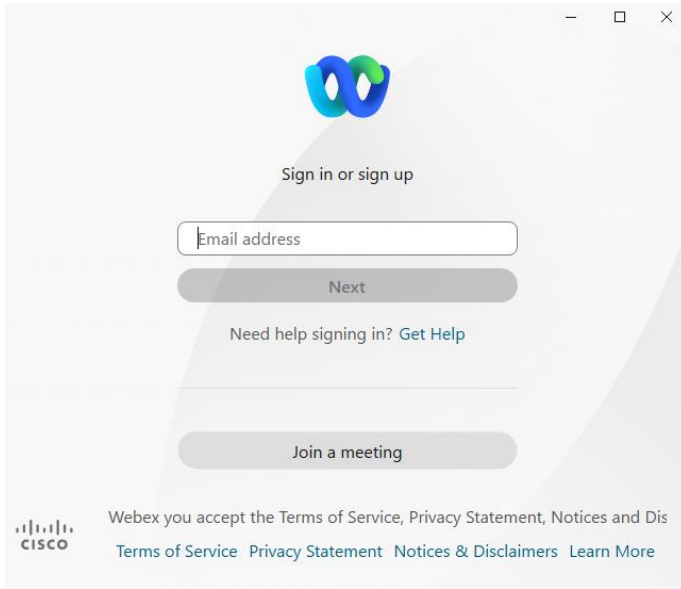 Sign in or sign up
Email address
Next
Need help signing in? Get Help
Join a meeting
Webex you accept the Terms of Service, Privacy Statement, Notices and Dis
CISCO
Terms of Service Privacy Statement Notices & Disclaimers Learn More